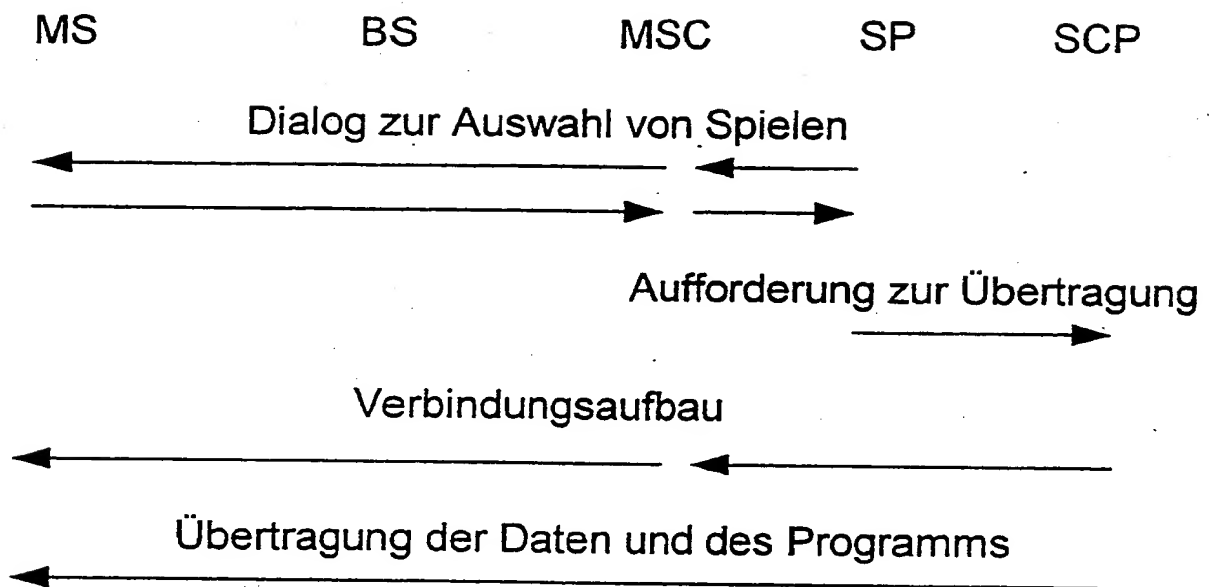 MS BS MSC SP SCP
Dialog zur Auswahl von Spielen
Aufforderung zur Übertragung
Verbindungsaufbau
Übertragung der Daten und des Programms